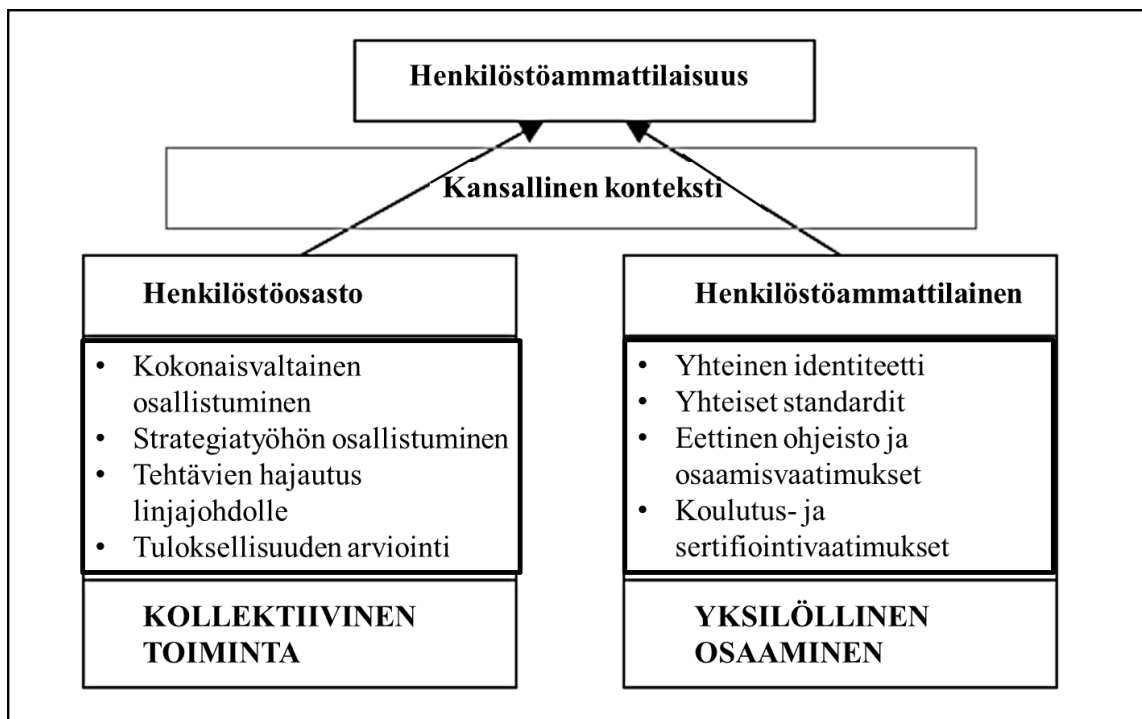 Henkilöstöammattilaisuus
Kansallinen konteksti
Henkilöstöosasto
• Kokonaisvaltainen
osallistuminen
• Strategiatyöhön osallistuminen
• Tehtävien hajautus
linjajohdolle
• Tuloksellisuuden arviointi
KOLLEKTIIVINEN
TOIMINTA
Henkilöstöammattilainen
• Yhteinen identiteetti
• Yhteiset standardit
• Eettinen ohjeisto ja
osaamisvaatimukset
• Koulutus- ja
sertifiointivaatimukset
YKSILÖLLINEN
OSAAMINEN